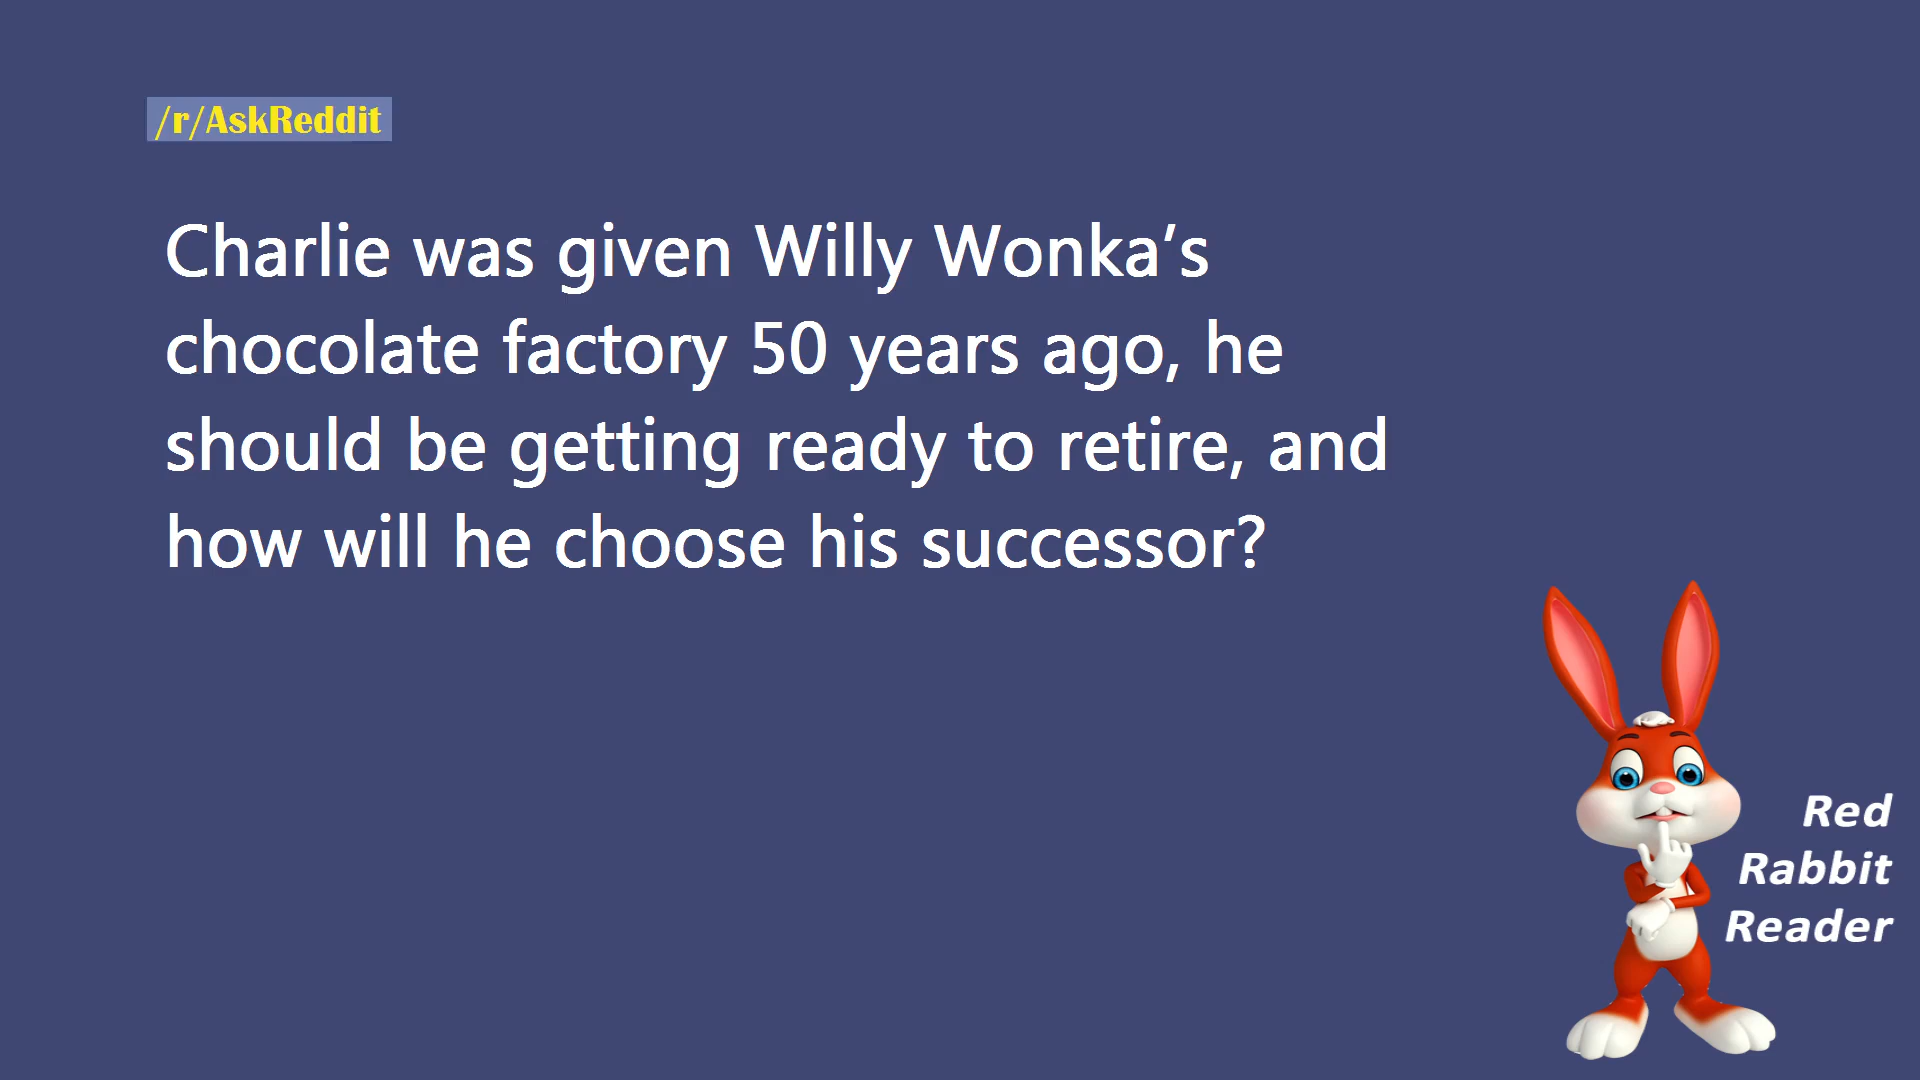 /r/AskReddit
Charlie was given Willy Wonka’s
chocolate factory 50 years ago, he
should be getting ready to retire, and
how will he choose his successor?
Red
Rabbit
Reader